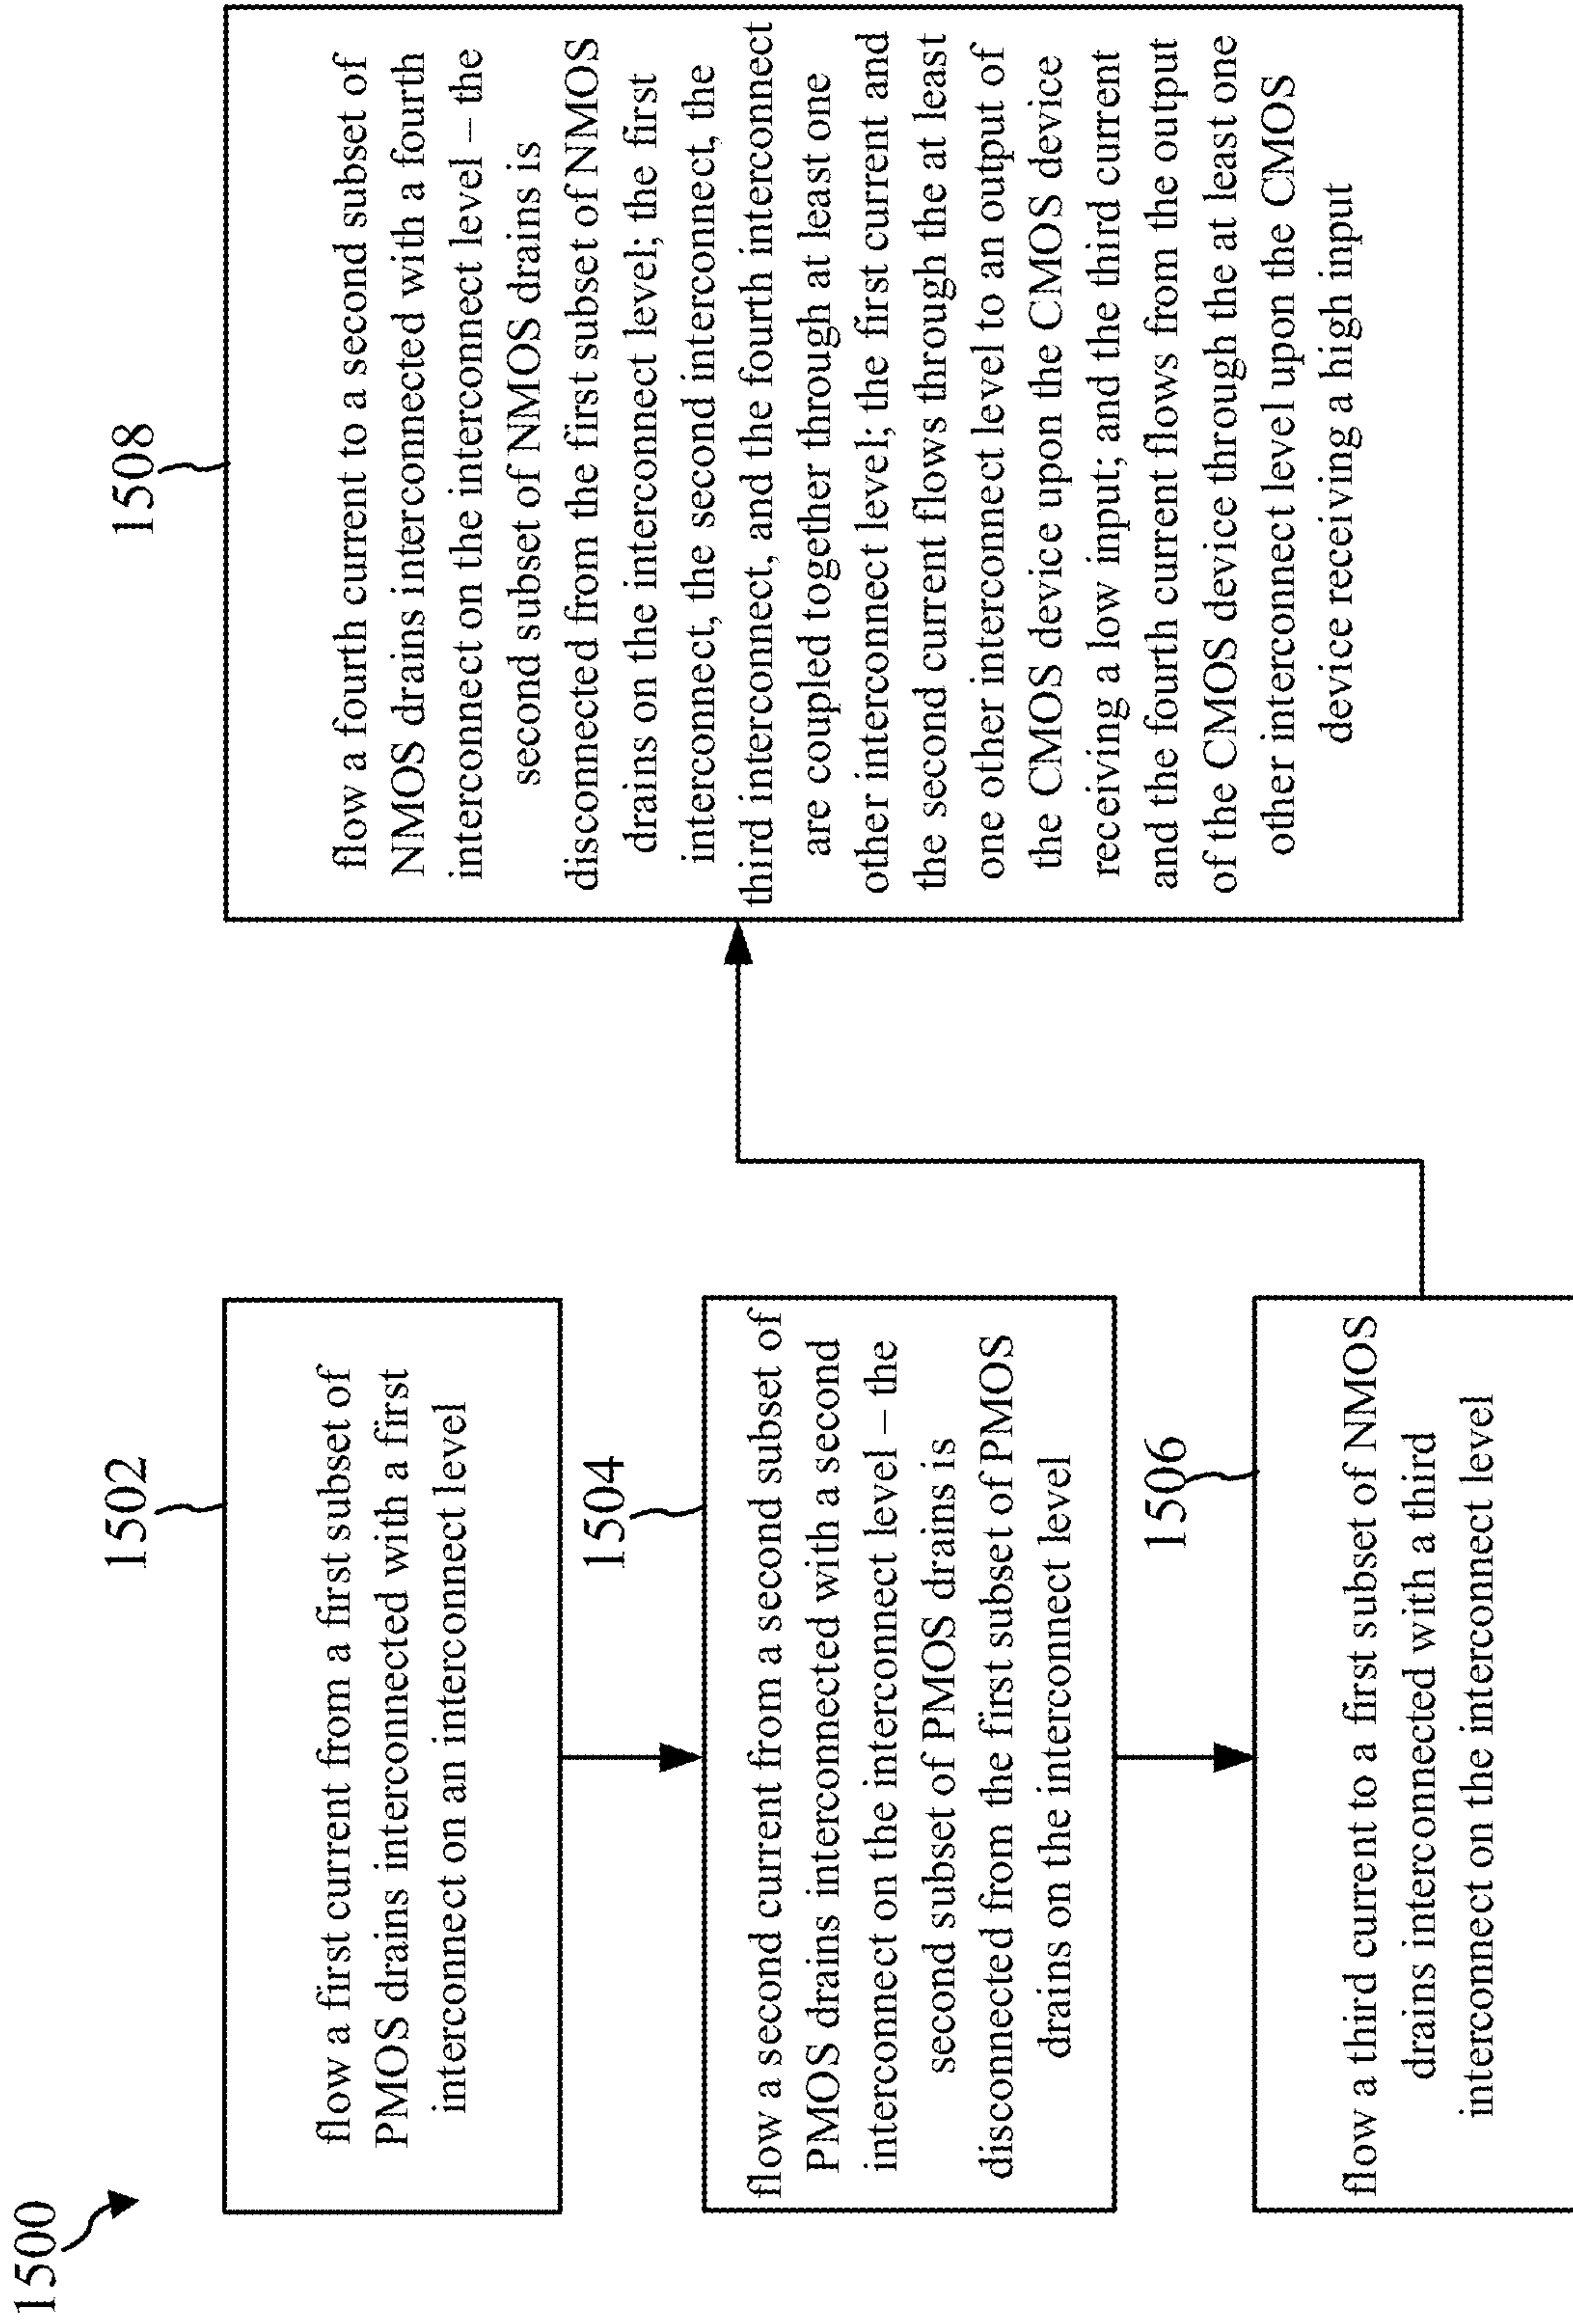 1500
1502
flow a first current from a first subset of
PMOS drains interconnected with a first
interconnect on an interconnect level
1504
flow a second current from a second subset of
PMOS drains interconnected with a second
interconnect on the interconnect level – the
second subset of PMOS drains is
disconnected from the first subset of PMOS
drains on the interconnect level
1506
flow a third current to a first subset of NMOS
drains interconnected with a third
interconnect on the interconnect level
1508
flow a fourth current to a second subset of
NMOS drains interconnected with a fourth
interconnect on the interconnect level – the
second subset of NMOS drains is
disconnected from the first subset of NMOS
drains on the interconnect level; the first
interconnect, the second interconnect, the
third interconnect, and the fourth interconnect
are coupled together through at least one
other interconnect level; the first current and
the second current flows through the at least
one other interconnect level to an output of
the CMOS device upon the CMOS device
receiving a low input; and the third current
and the fourth current flows from the output
of the CMOS device through the at least one
other interconnect level upon the CMOS
device receiving a high input